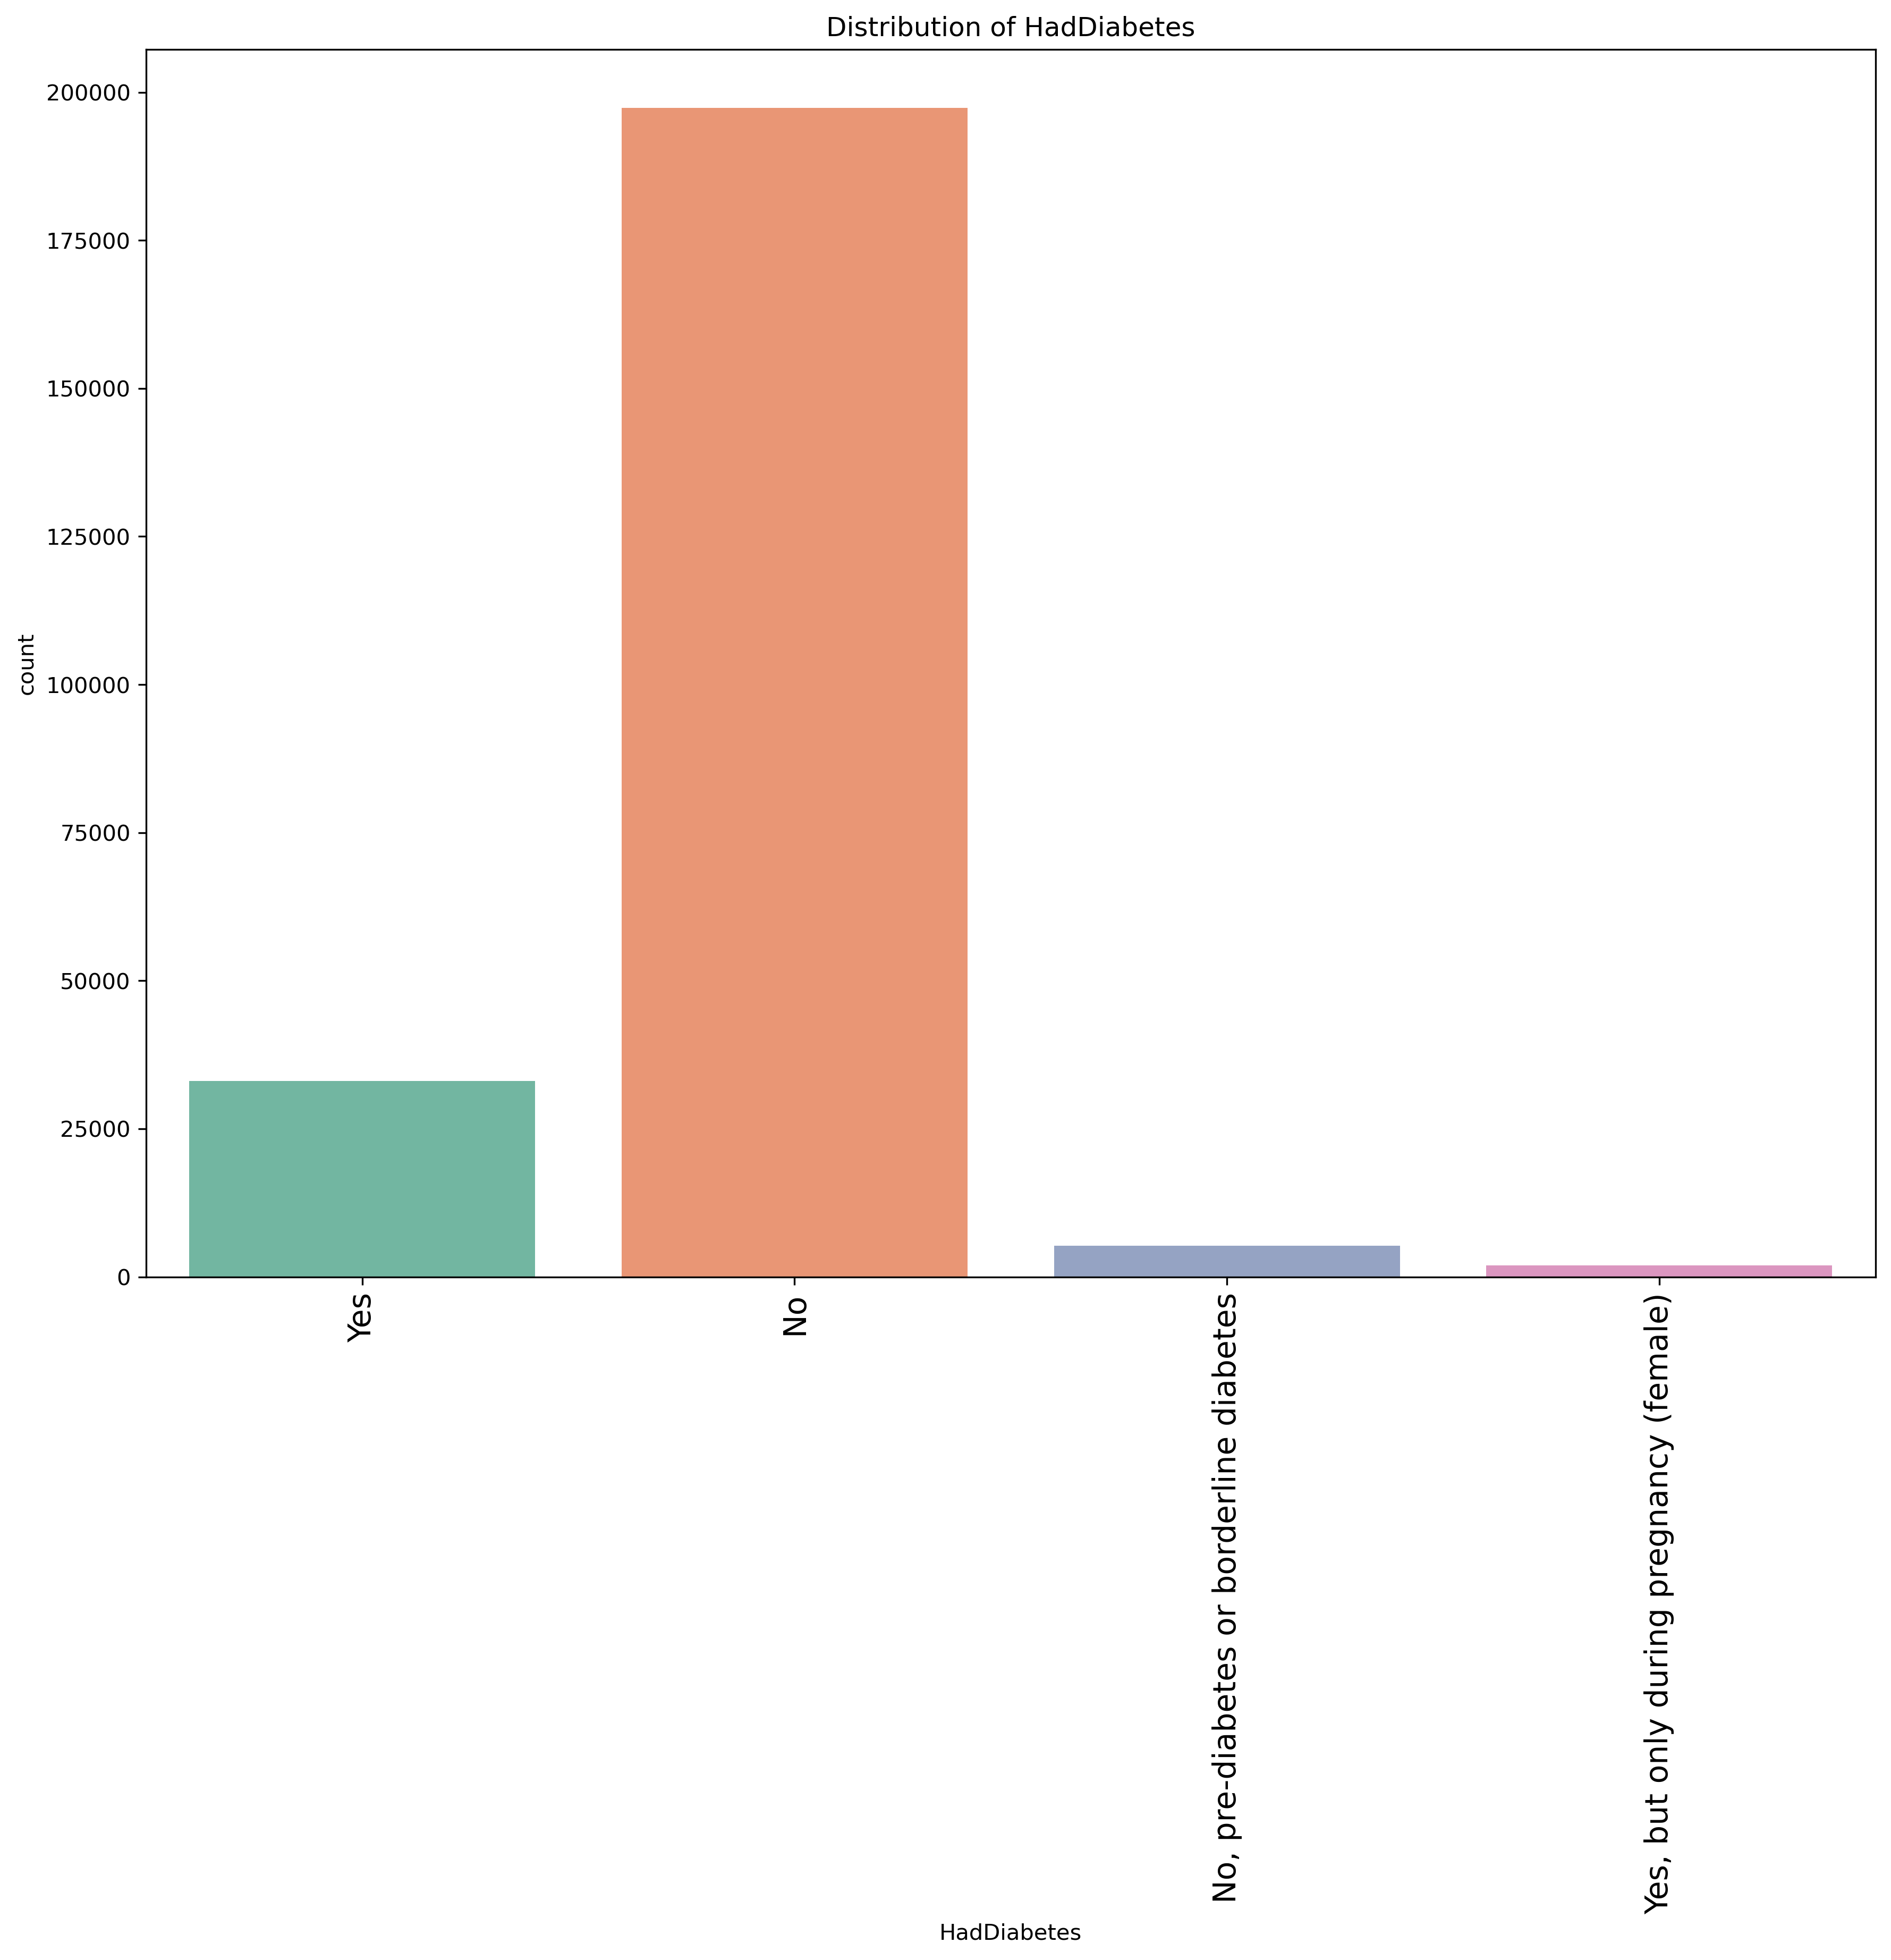 Distribution of HadDiabetes
200000
175000
150000
125000
100000
75000
50000
25000
0
count
Yes
No
No, pre-diabetes or borderline diabetes
Yes, but only during pregnancy (female)
HadDiabetes